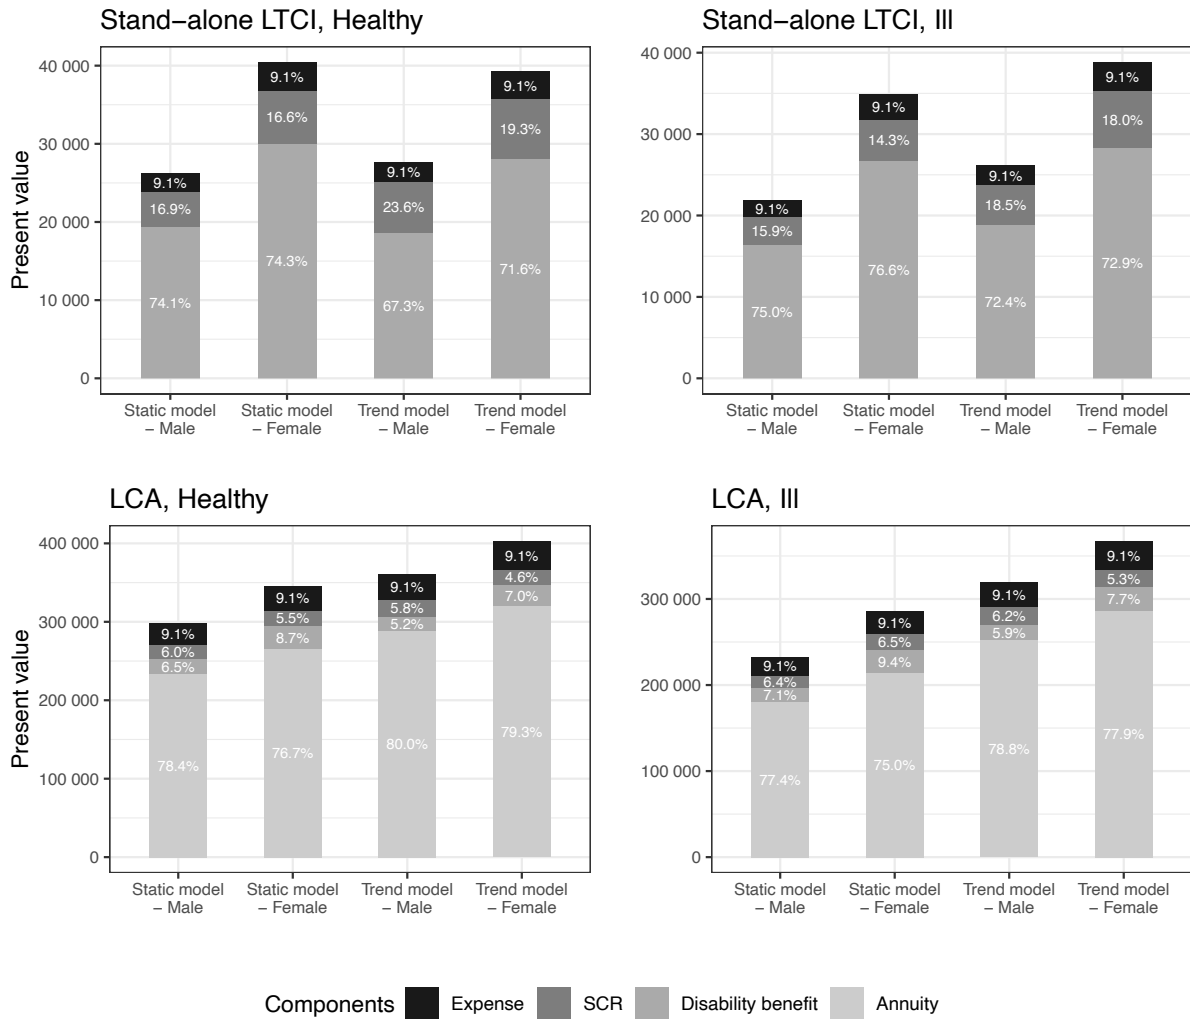 Stand−alone LTCI, Healthy
Present value
40 000
30 000
20 000
10 000
0
9.1%
16.9%
74.1%
9.1%
16.6%
74.3%
9.1%
23.6%
67.3%
9.1%
19.3%
71.6%
Static model
− Male
Static model
− Female
Trend model
− Male
Trend model
− Female
Stand−alone LTCI, Ill
40 000
30 000
20 000
10 000
0
9.1%
15.9%
75.0%
9.1%
14.3%
76.6%
9.1%
18.5%
72.4%
9.1%
18.0%
72.9%
Static model
− Male
Static model
− Female
Trend model
− Male
Trend model
− Female
LCA, Healthy
Present value
400 000
300 000
200 000
100 000
0
9.1%
6.0%
6.5%
78.4%
9.1%
5.5%
8.7%
76.7%
9.1%
5.8%
5.2%
80.0%
9.1%
4.6%
7.0%
79.3%
Static model
− Male
Static model
− Female
Trend model
− Male
Trend model
− Female
LCA, Ill
300 000
200 000
100 000
0
9.1%
6.4%
7.1%
77.4%
9.1%
6.5%
9.4%
75.0%
9.1%
6.2%
5.9%
78.8%
9.1%
5.3%
7.7%
77.9%
Static model
− Male
Static model
− Female
Trend model
− Male
Trend model
− Female
Components Expense SCR Disability benefit Annuity